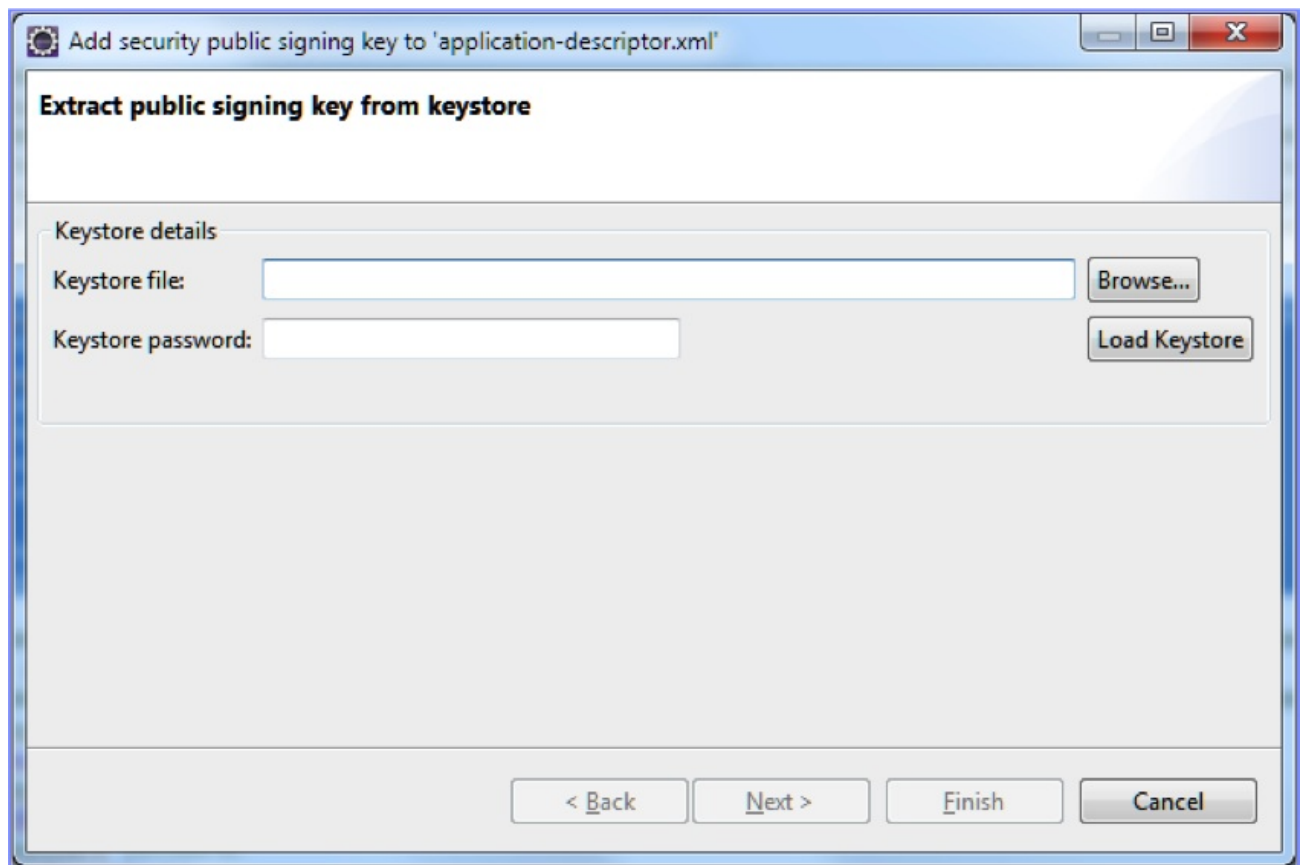 Add security public signing key to 'application-descriptor.xml'
Extract public signing key from keystore
Keystore details
Keystore file:
Browse...
Keystore password:
Load Keystore
< Back
Next >
Finish
Cancel